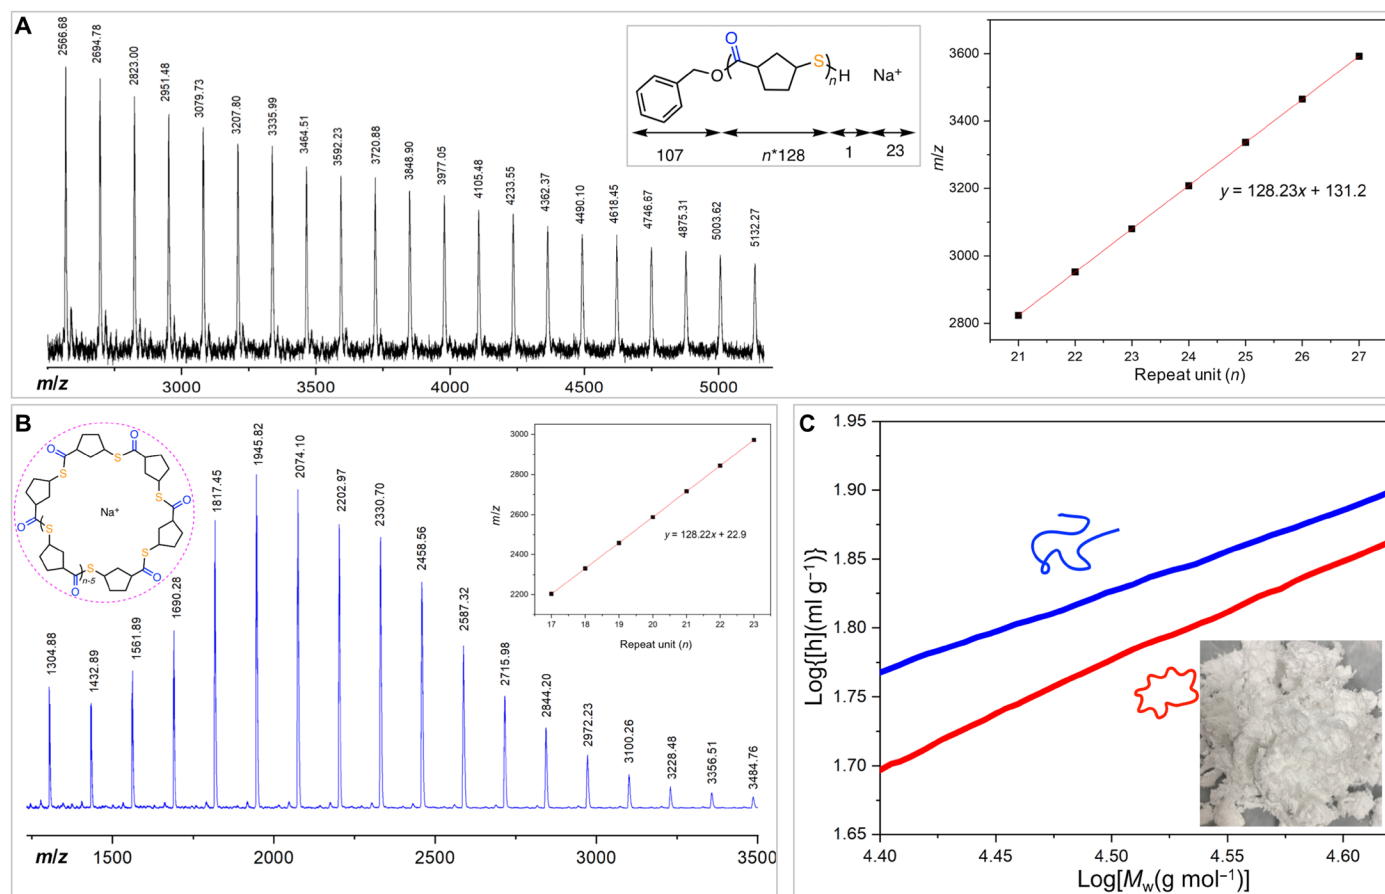 A
2566.68
2694.78
2823.00
2951.48
3079.73
3207.80
3335.99
3464.51
3592.23
3720.88
3848.90
3977.05
4105.48
4233.55
4362.37
4490.10
4618.45
4746.67
4875.31
5003.62
5132.27
m/z
3000
3500
4000
4500
5000
O
O
S
n
H
Na⁺
107
n*128
1
23
m/z
3600
3400
3200
3000
2800
y = 128.23x + 131.2
21 22 23 24 25 26 27
Repeat unit (n)
B
O
O
S
S
O
S
O
S
Na⁺
O
S
S
O
S
O
n-5
O
1304.88
1432.89
1561.89
1690.28
1817.45
1945.82
2074.10
2202.97
2330.70
2458.56
2587.32
2715.98
2844.20
2972.23
3100.26
3228.48
3356.51
3484.76
m/z
1500
2000
2500
3000
3500
m/z
3000
2800
2600
2400
2200
y = 128.22x + 22.9
17 18 19 20 21 22 23
Repeat unit (n)
C
Log{[h](ml g⁻¹)}
1.95
1.90
1.85
1.80
1.75
1.70
1.65
4.40 4.45 4.50 4.55 4.60
Log[Mw(g mol⁻¹)]